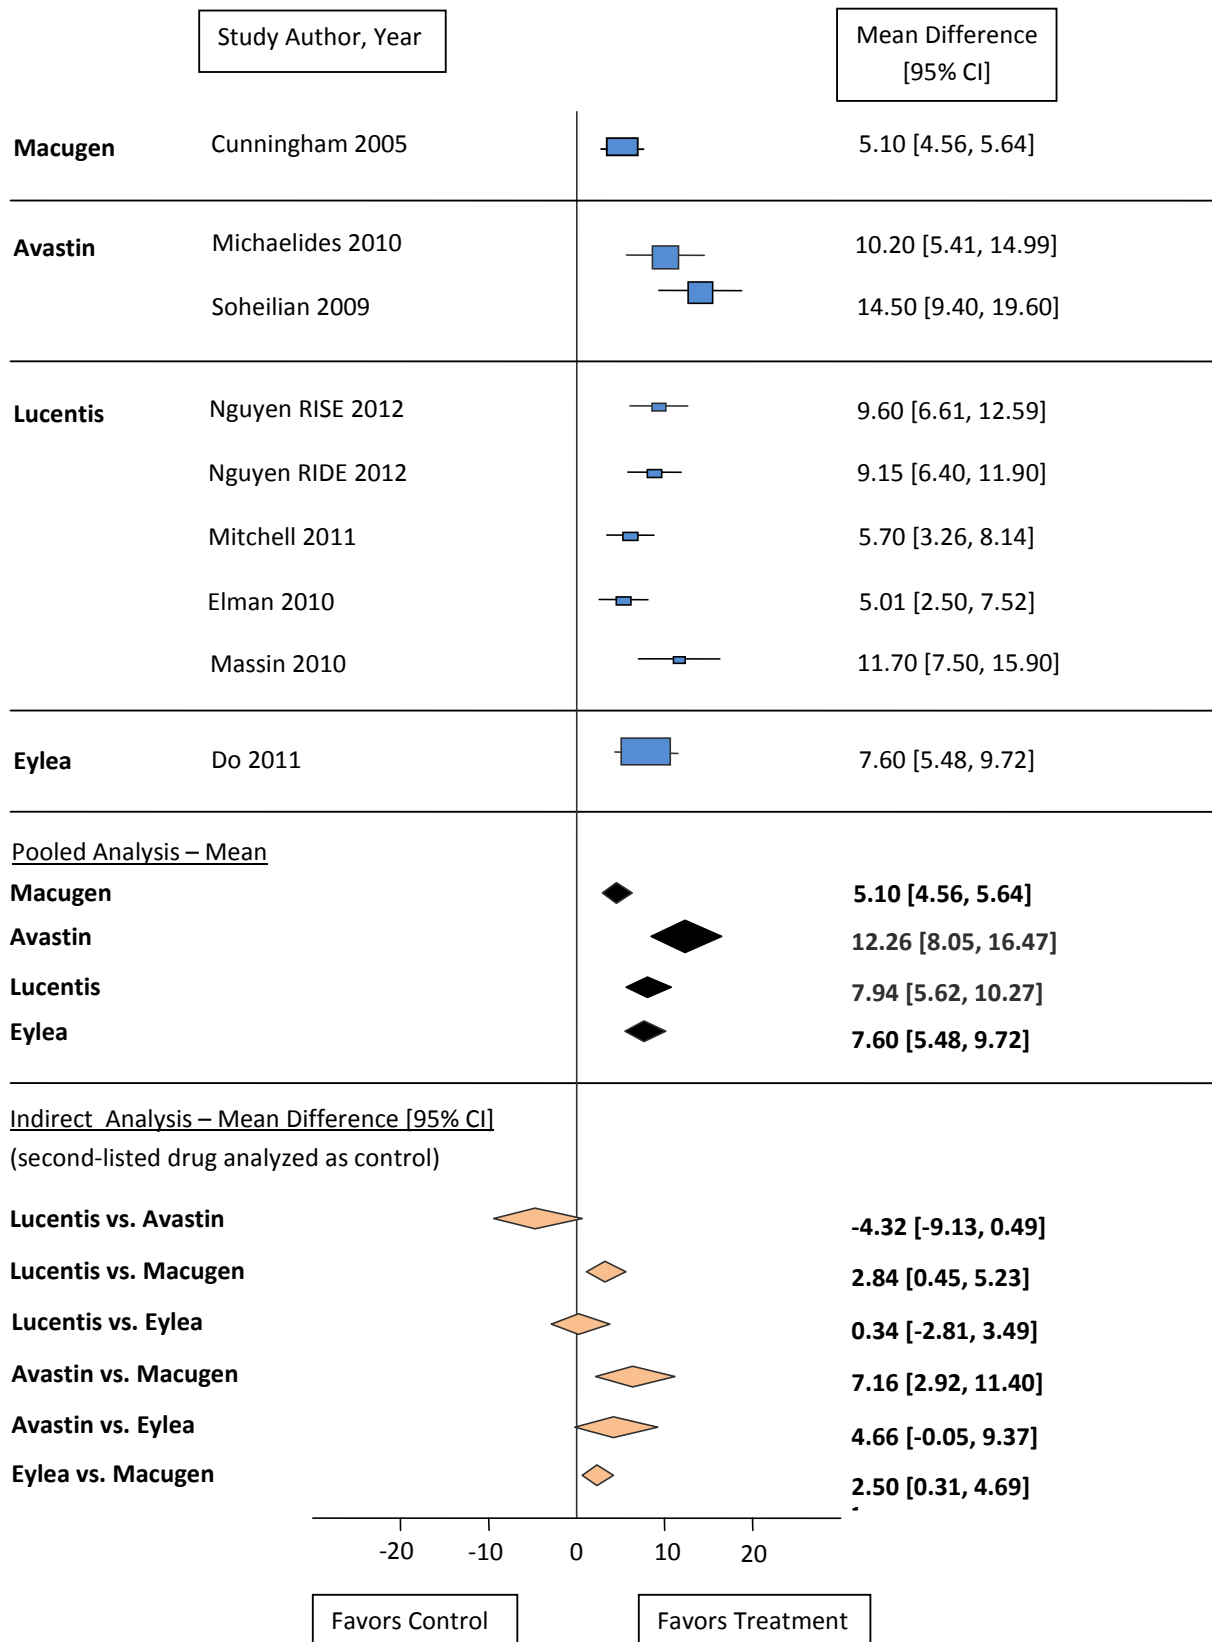 Study Author, Year
Mean Difference
[95% CI]
Macugen Cunningham 2005 5.10 [4.56, 5.64]
Avastin Michaelides 2010 10.20 [5.41, 14.99]
Soheilian 2009 14.50 [9.40, 19.60]
Lucentis Nguyen RISE 2012 9.60 [6.61, 12.59]
Nguyen RIDE 2012 9.15 [6.40, 11.90]
Mitchell 2011 5.70 [3.26, 8.14]
Elman 2010 5.01 [2.50, 7.52]
Massin 2010 11.70 [7.50, 15.90]
Eylea Do 2011 7.60 [5.48, 9.72]
Pooled Analysis – Mean
Macugen 5.10 [4.56, 5.64]
Avastin 12.26 [8.05, 16.47]
Lucentis 7.94 [5.62, 10.27]
Eylea 7.60 [5.48, 9.72]
Indirect Analysis – Mean Difference [95% CI]
(second-listed drug analyzed as control)
Lucentis vs. Avastin -4.32 [-9.13, 0.49]
Lucentis vs. Macugen 2.84 [0.45, 5.23]
Lucentis vs. Eylea 0.34 [-2.81, 3.49]
Avastin vs. Macugen 7.16 [2.92, 11.40]
Avastin vs. Eylea 4.66 [-0.05, 9.37]
Eylea vs. Macugen 2.50 [0.31, 4.69]
-20 -10 0 10 20
Favors Control Favors Treatment